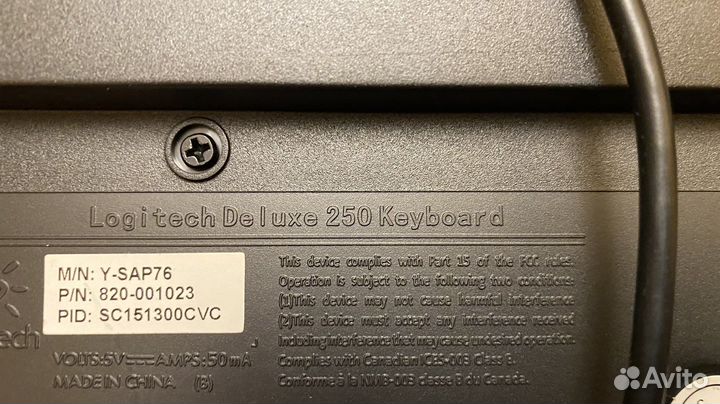 Logitech Deluxe 250 Keyboard
M/N: Y-SAP76
P/N: 820-001023
PID: SC151300CVC
tech
VOLTS:5V⎓AMPS:50mA
MADE IN CHINA (B)
This device complies with Part 15 of the FCC rules.
Operation is subject to the following two conditions:
(1)This device may not cause harmful interference
(2)This device must accept any interference received
Including interference that may cause undesired operation.
Complies with Canadian ICES-003 Class B.
Conforme à la NMB-003 classe B du Canada.
Avito